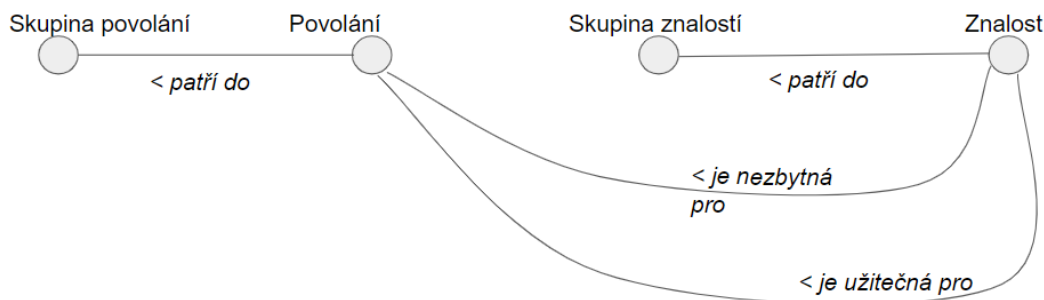 Skupina povolání
Povolání
Skupina znalostí
Znalost
< patří do
< patří do
< je nezbytná
pro
< je užitečná pro